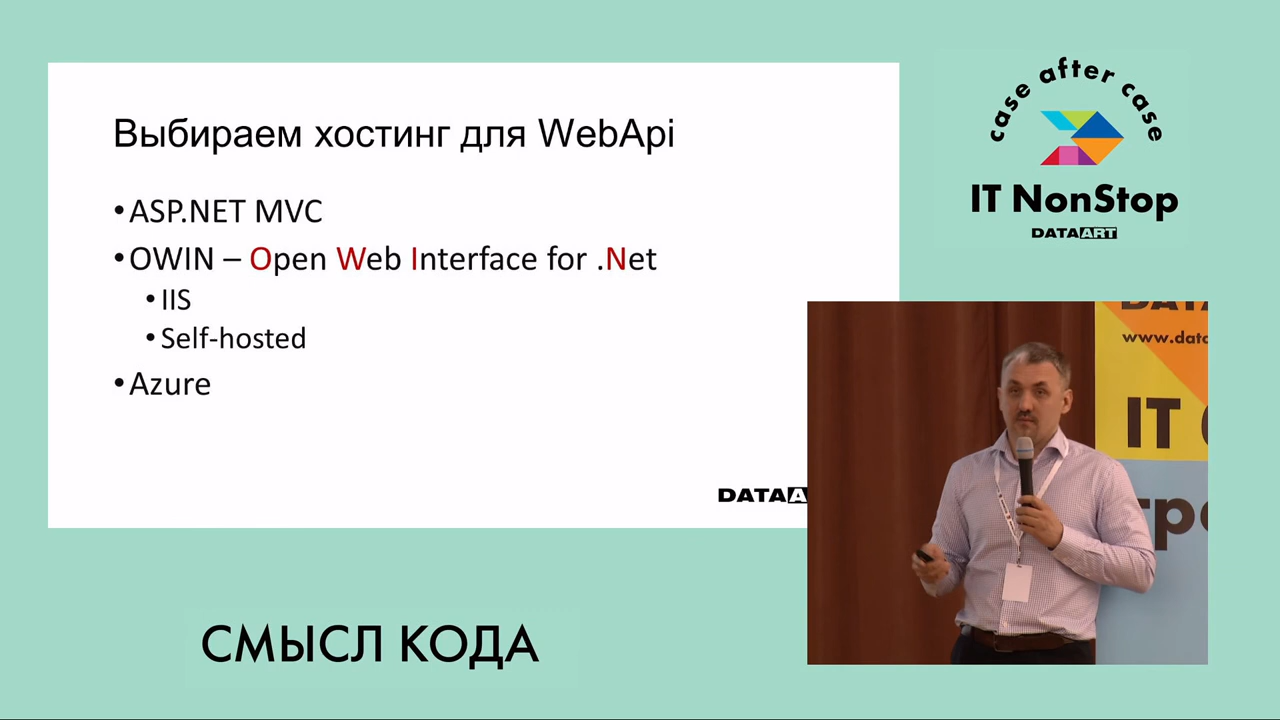 Выбираем хостинг для WebApi
• ASP.NET MVC
• OWIN – Open Web Interface for .Net
• IIS
• Self-hosted
• Azure
DATAA
case after case
IT NonStop
DATAART
www.data
IT
СМЫСЛ КОДА